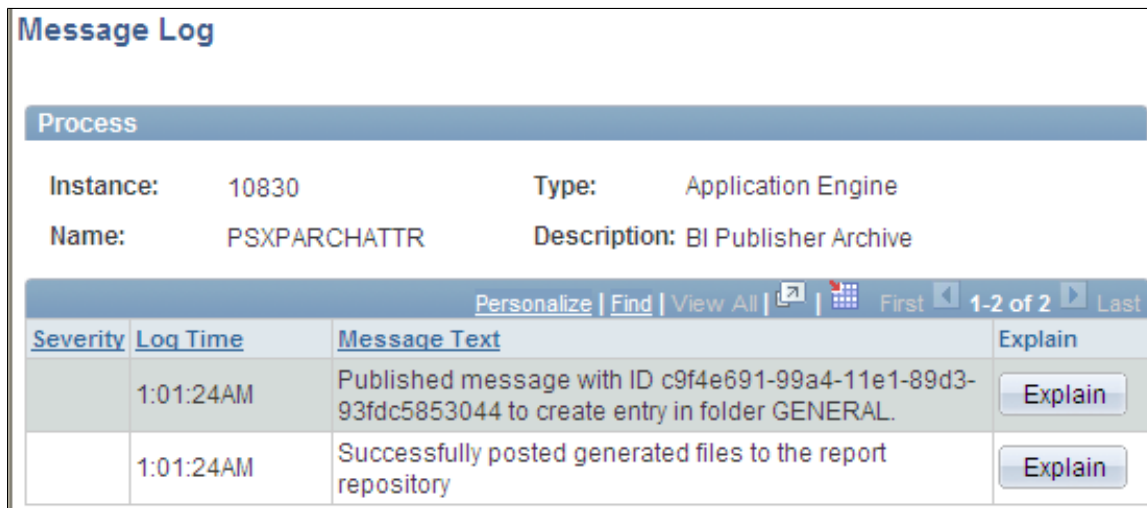 Message Log
Process
Instance: 10830 Type: Application Engine
Name: PSXPARCHATTR Description: BI Publisher Archive
Personalize | Find | View All | | First 1-2 of 2 Last
Severity Log Time Message Text Explain
1:01:24AM Published message with ID c9f4e691-99a4-11e1-89d3-
93fdc5853044 to create entry in folder GENERAL. Explain
1:01:24AM Successfully posted generated files to the report
repository Explain